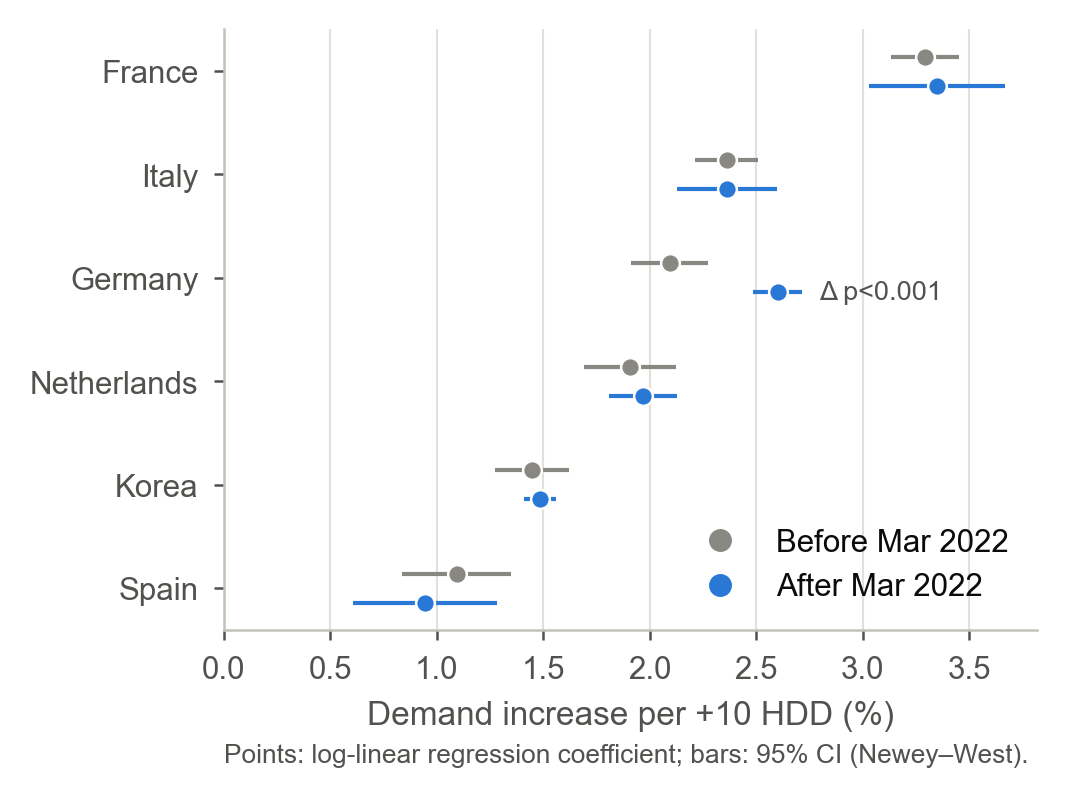 France
Italy
Germany
Δ p<0.001
Netherlands
Korea
Spain
Before Mar 2022
After Mar 2022
0.0 0.5 1.0 1.5 2.0 2.5 3.0 3.5
Demand increase per +10 HDD (%)
Points: log-linear regression coefficient; bars: 95% CI (Newey–West).